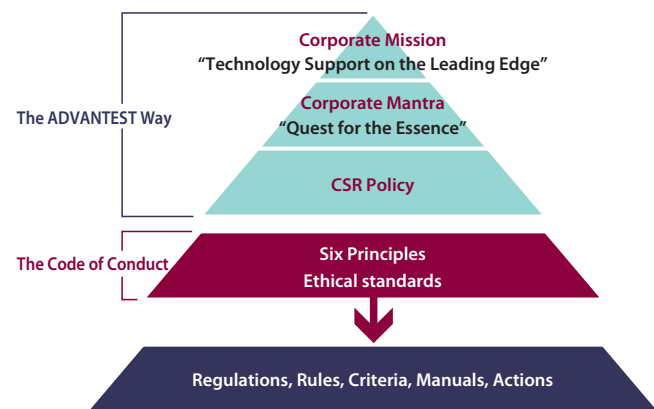 Corporate Mission
“Technology Support on the Leading Edge”
Corporate Mantra
The ADVANTEST Way
“Quest for the Essence”
CSR Policy
Six Principles
The Code of Conduct
Ethical standards
Regulations, Rules, Criteria, Manuals, Actions